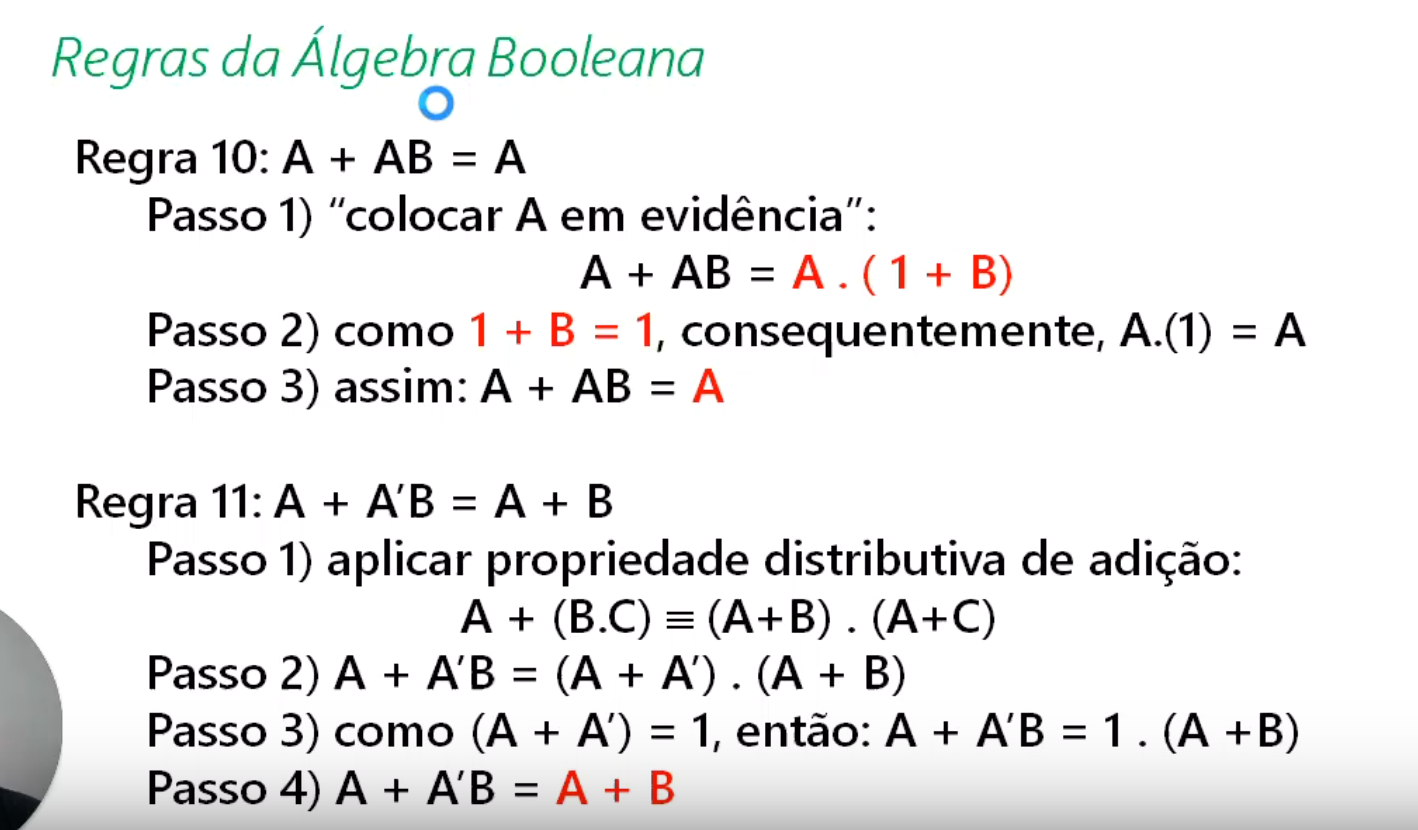 Regras da Álgebra Booleana
Regra 10: A + AB = A
Passo 1) “colocar A em evidência”:
A + AB = A . ( 1 + B)
Passo 2) como 1 + B = 1, consequentemente, A.(1) = A
Passo 3) assim: A + AB = A
Regra 11: A + A’B = A + B
Passo 1) aplicar propriedade distributiva de adição:
A + (B.C) ≡ (A+B) . (A+C)
Passo 2) A + A’B = (A + A’) . (A + B)
Passo 3) como (A + A’) = 1, então: A + A’B = 1 . (A +B)
Passo 4) A + A’B = A + B